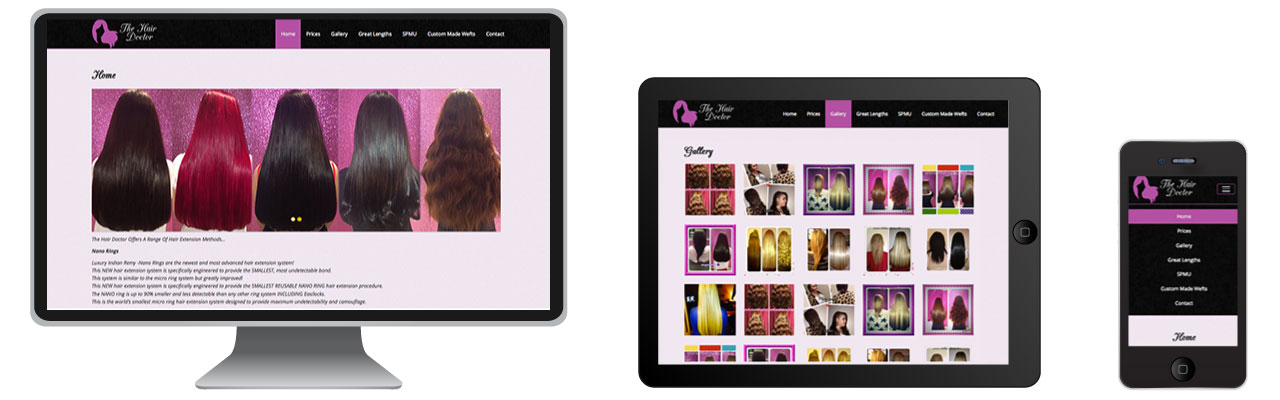 The Hair
Doctor
Home Prices Gallery Great Lengths SPMU Custom Made Wefts Contact
Home
The Hair Doctor Offers A Range Of Hair Extension Methods...
Nano Rings
Luxury Indian Remy -Nano Rings are the newest and most advanced hair extension system!
This NEW hair extension system is specifically engineered to provide the SMALLEST, most undetectable bond.
This system is similar to the micro ring system but greatly improved!
This NEW hair extension system is specifically engineered to provide the SMALLEST REUSABLE NANO RING hair extension procedure.
The NANO ring is up to 90% smaller and less detectable than any other ring system INCLUDING Easilocks.
This is the world's smallest micro ring hair extension system designed to provide maximum undetectability and camouflage.
The Hair
Doctor
Home Prices Gallery Great Lengths SPMU Custom Made Wefts Contact
Gallery
The Hair
Doctor
Home
Prices
Gallery
Great Lengths
SPMU
Custom Made Wefts
Contact
Home